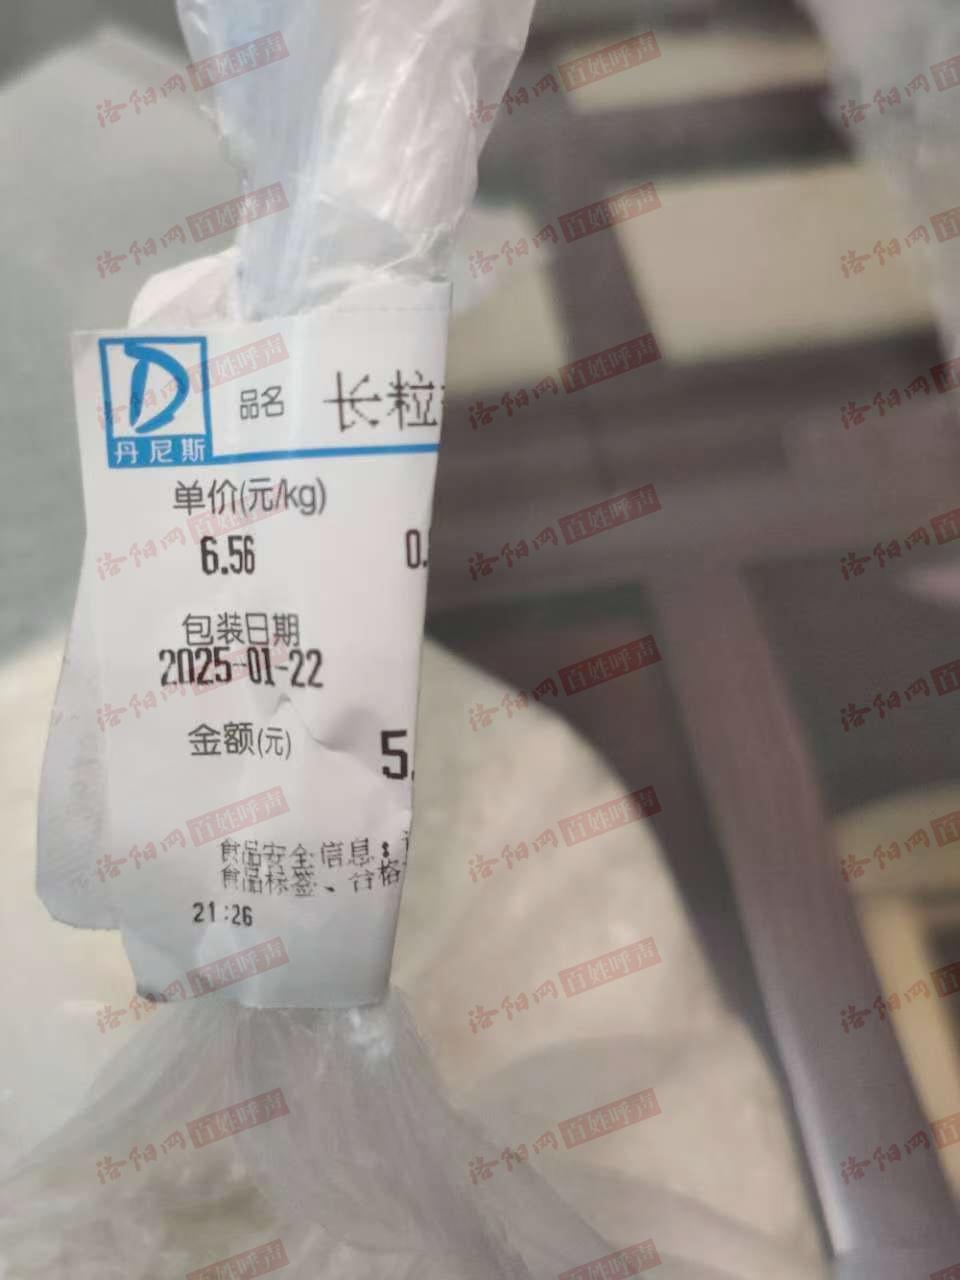 丹尼斯
品名 长粒
单价(元/kg)
6.56 0.
包装日期
2025-01-22
金额(元) 5.
食品安全信息:
食品标签、合格
21:26
洛阳网 百姓呼声